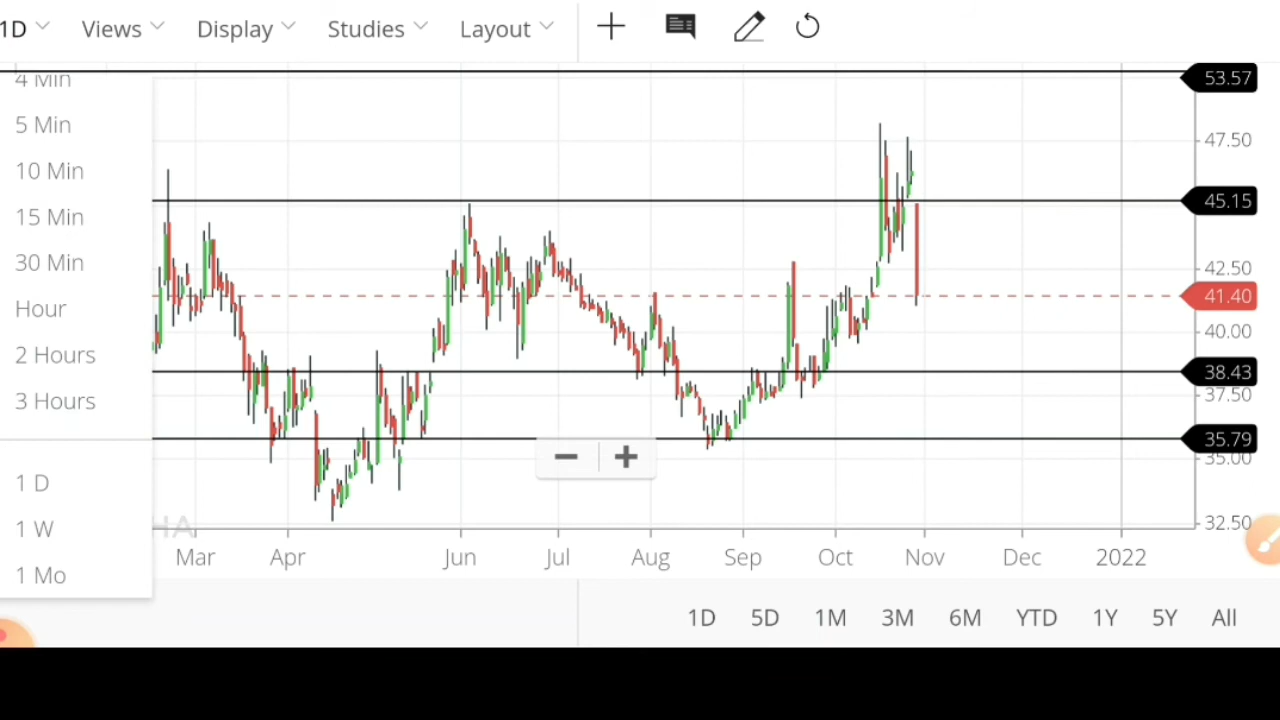 1D Views Display Studies Layout
4 Min
5 Min
10 Min
15 Min
30 Min
Hour
2 Hours
3 Hours
1 D
1 W
1 Mo
53.57
47.50
45.15
42.50
41.40
40.00
38.43
37.50
35.79
35.00
32.50
HA
Mar Apr Jun Jul Aug Sep Oct Nov Dec 2022
1D 5D 1M 3M 6M YTD 1Y 5Y All